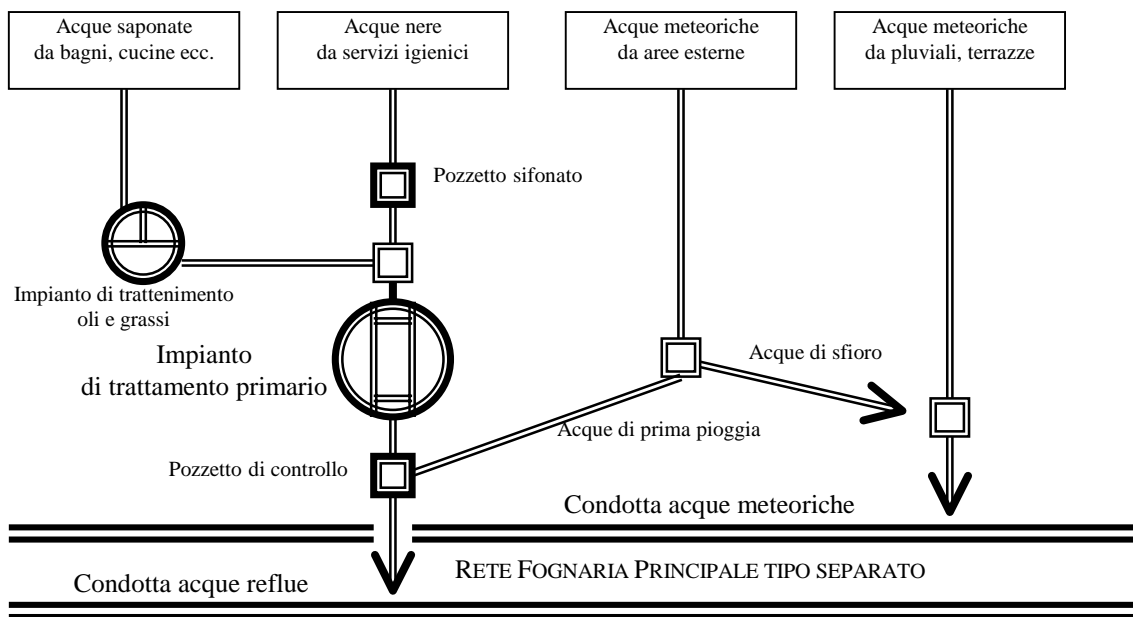 Acque saponate
da bagni, cucine ecc.
Acque nere
da servizi igienici
Acque meteoriche
da aree esterne
Acque meteoriche
da pluviali, terrazze
Pozzetto sifonato
Impianto di trattenimento
oli e grassi
Impianto
di trattamento primario
Acque di sfioro
Acque di prima pioggia
Pozzetto di controllo
Condotta acque meteoriche
RETE FOGNARIA PRINCIPALE TIPO SEPARATO
Condotta acque reflue